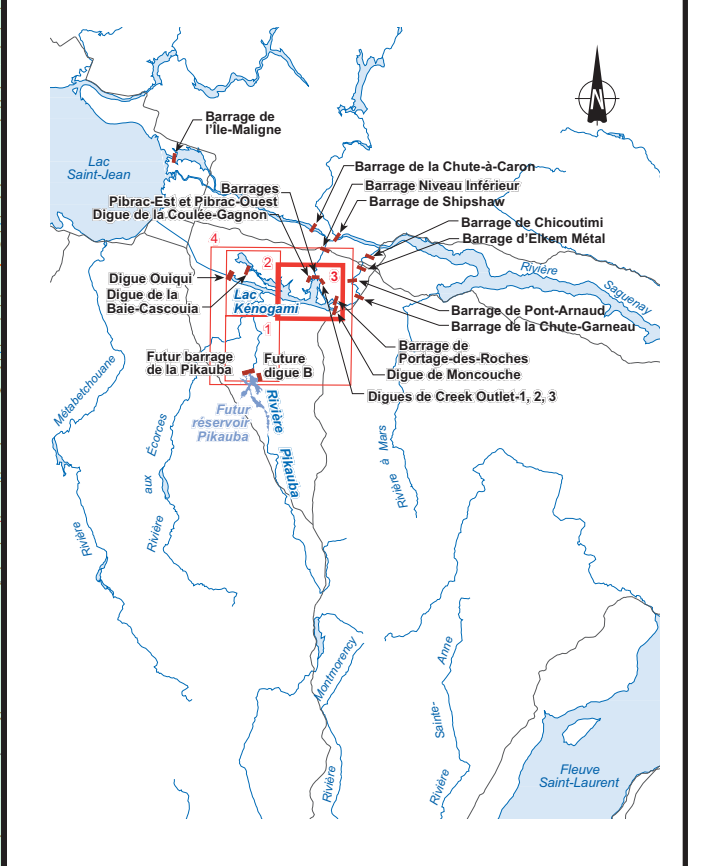 N
Barrage de
l'Île-Maligne
Lac
Saint-Jean
Barrage de la Chute-à-Caron
Barrage Niveau Inférieur
Barrage de Shipshaw
Barrages
Pibrac-Est et Pibrac-Ouest
Digue de la Coulée-Gagnon
Barrage de Chicoutimi
Barrage d'Elkem Métal
4
2
3
Rivière
Saguenay
Digue Ouiqui
Digue de la
Baie-Cascouia
Lac
Kénogami
1
Barrage de Pont-Arnaud
Barrage de la Chute-Garneau
Barrage de
Portage-des-Roches
Digue de Moncouche
Digues de Creek Outlet-1, 2, 3
Futur barrage
de la Pikauba
Future
digue B
Futur
réservoir
Pikauba
Rivière
Pikauba
Métabetchouane
Rivière
aux Écorces
Rivière
Rivière à Mars
Montmorency
Rivière
Anne
Sainte-
Rivière
Fleuve
Saint-Laurent